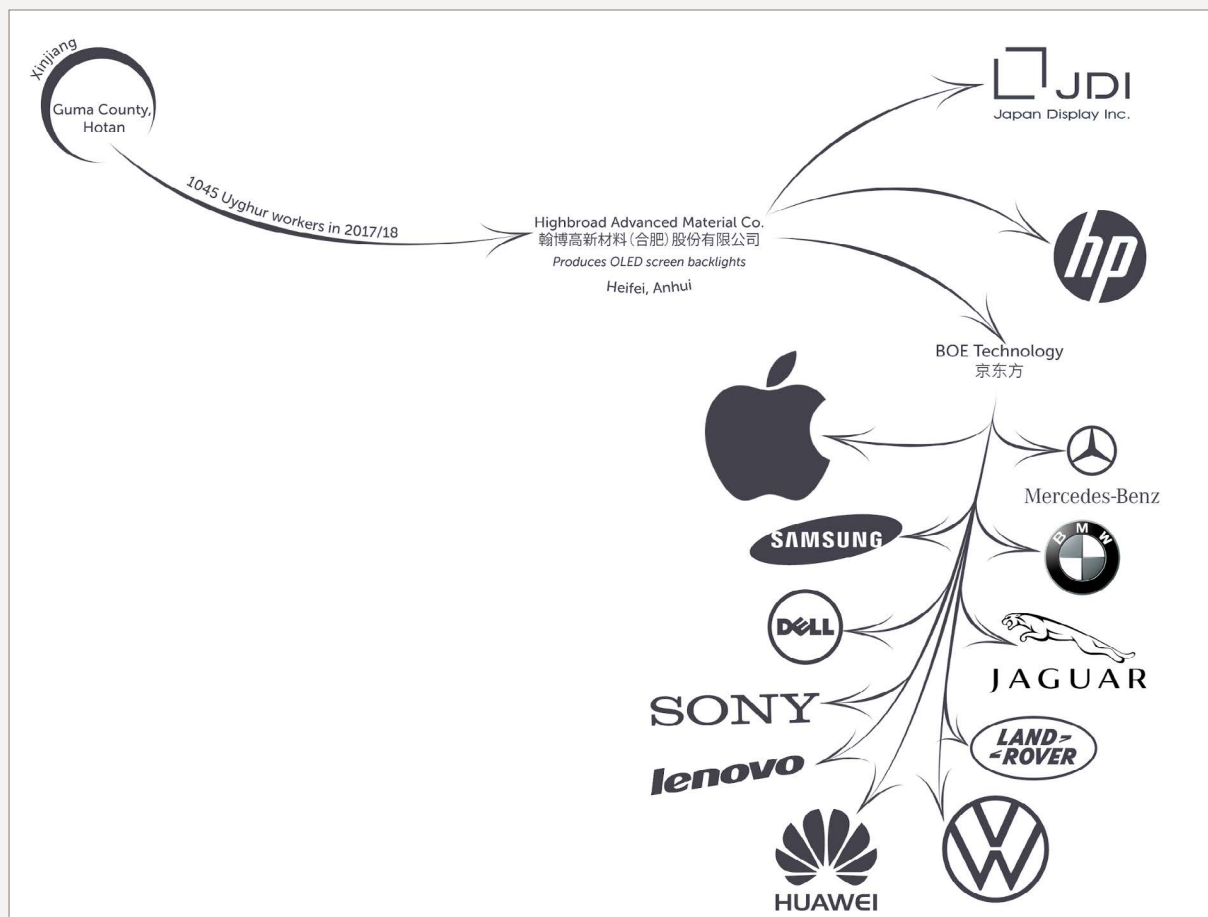 Xinjiang
Guma County,
Hotan
1045 Uyghur workers in 2017/18
Highbroad Advanced Material Co.
翰博高新材料(合肥)股份有限公司
Produces OLED screen backlights
Heifei, Anhui
JDI
Japan Display Inc.
hp
BOE Technology
京东方
Mercedes-Benz
SAMSUNG
BMW
DELL
JAGUAR
SONY
LAND
ROVER
lenovo
HUAWEI
VW